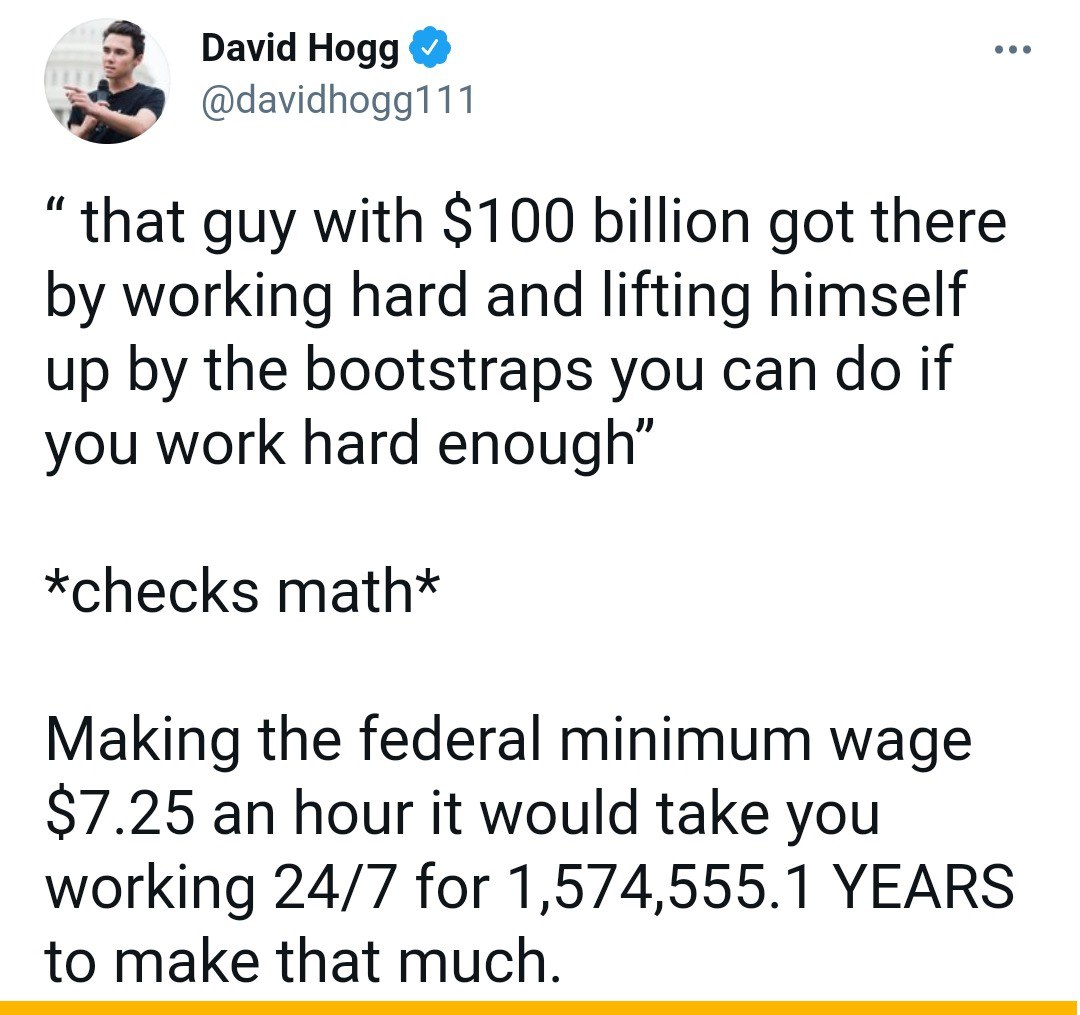 David Hogg
@davidhogg111
“ that guy with $100 billion got there
by working hard and lifting himself
up by the bootstraps you can do if
you work hard enough”
*checks math*
Making the federal minimum wage
$7.25 an hour it would take you
working 24/7 for 1,574,555.1 YEARS
to make that much.